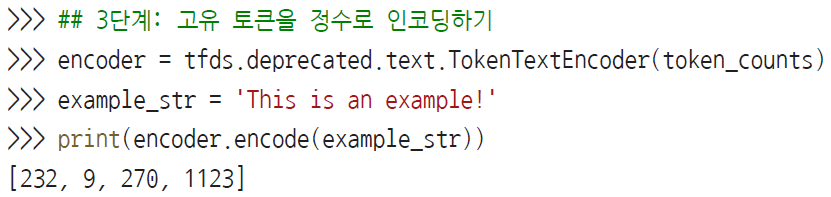 >>> ## 3단계: 고유 토큰을 정수로 인코딩하기
>>> encoder = tfds.deprecated.text.TokenTextEncoder(token_counts)
>>> example_str = 'This is an example!'
>>> print(encoder.encode(example_str))
[232, 9, 270, 1123]